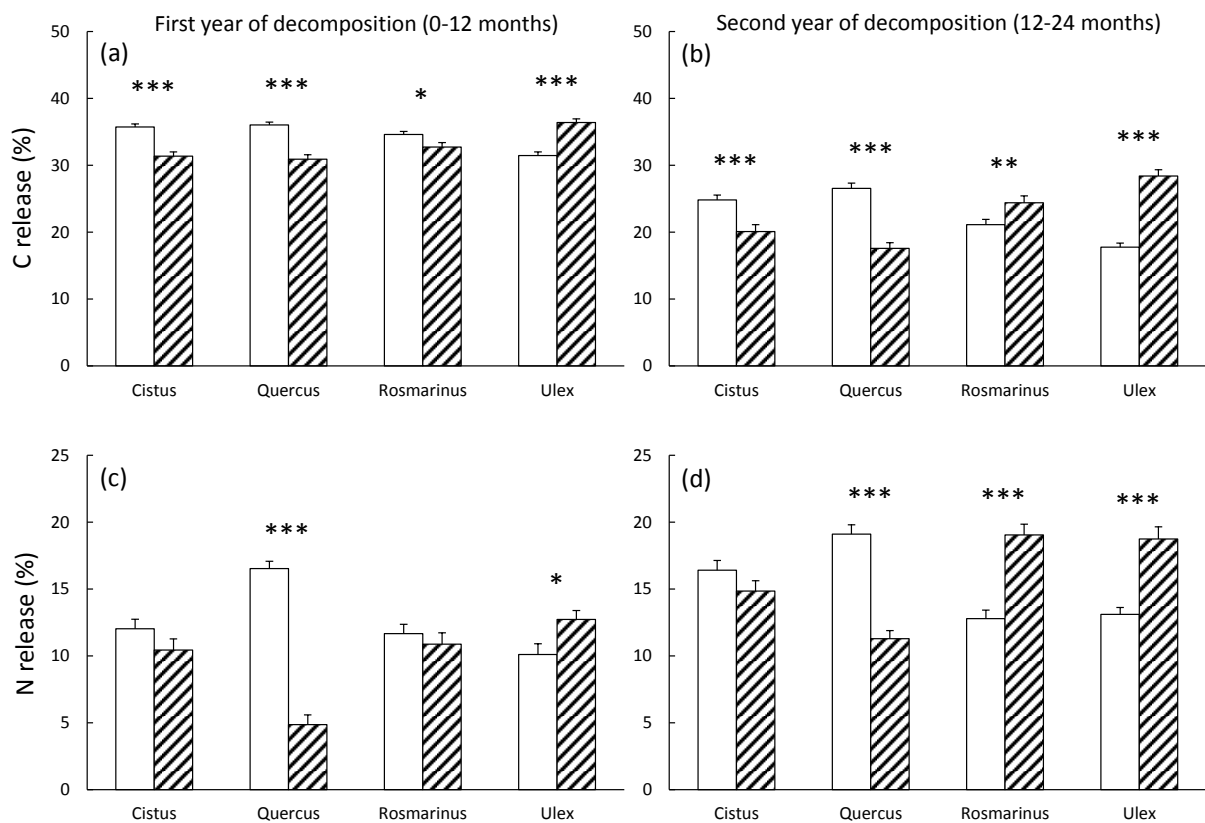 First year of decomposition (0-12 months)
Second year of decomposition (12-24 months)
(a)
C release (%)
50
40
30
20
10
0
***
***
*
***
Cistus
Quercus
Rosmarinus
Ulex
(b)
50
40
30
20
10
0
***
***
**
***
Cistus
Quercus
Rosmarinus
Ulex
(c)
N release (%)
25
20
15
10
5
0
***
*
Cistus
Quercus
Rosmarinus
Ulex
(d)
25
20
15
10
5
0
***
***
***
Cistus
Quercus
Rosmarinus
Ulex